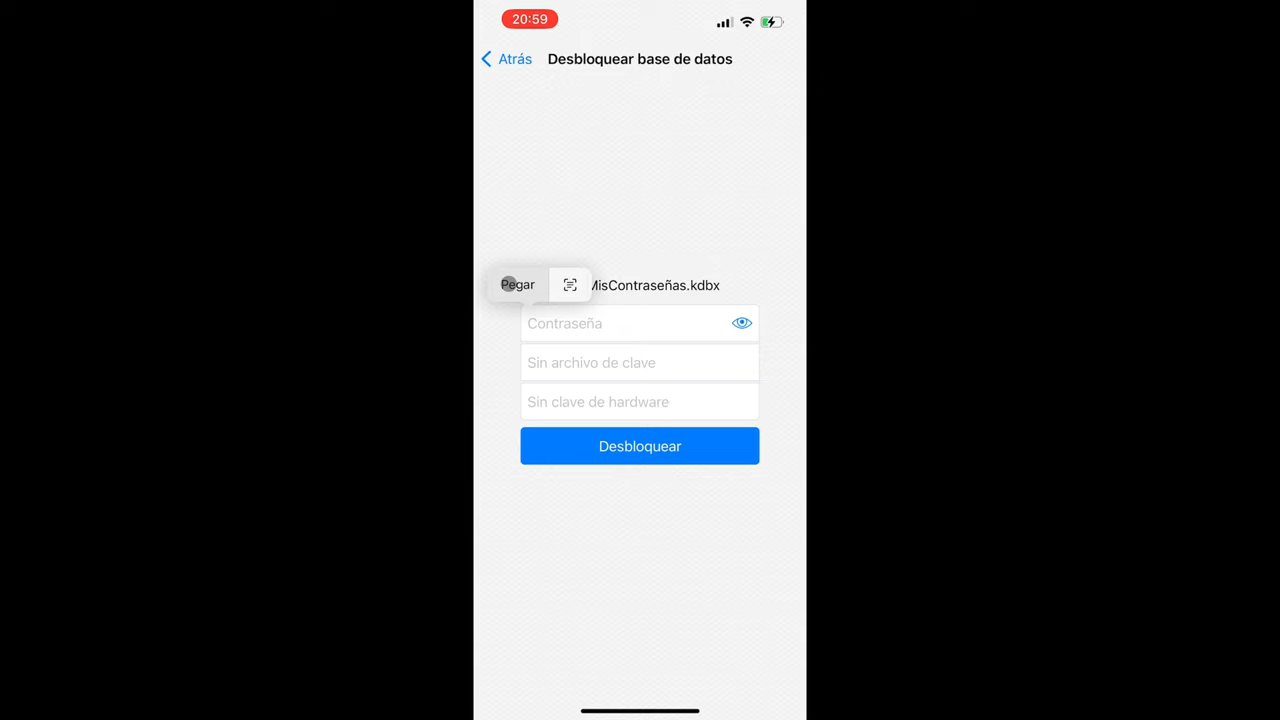 20:59
Atrás
Desbloquear base de datos
Pegar
MisContraseñas.kdbx
Contraseña
Sin archivo de clave
Sin clave de hardware
Desbloquear